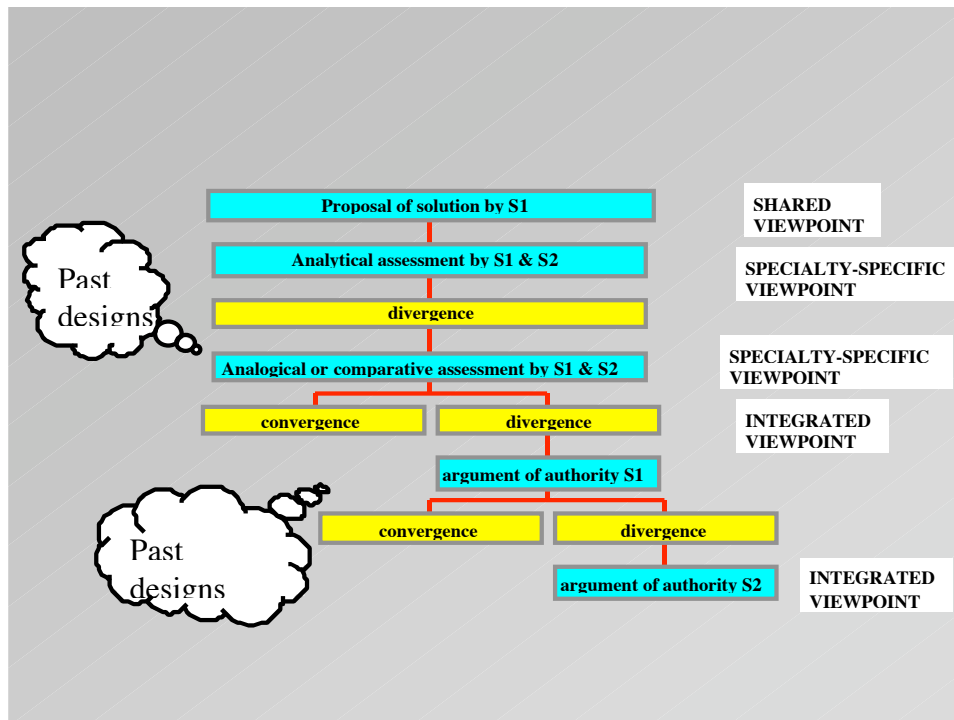 Proposal of solution by S1
SHARED
VIEWPOINT
Analytical assessment by S1 & S2
SPECIALTY-SPECIFIC
VIEWPOINT
Past
designs
divergence
Analogical or comparative assessment by S1 & S2
SPECIALTY-SPECIFIC
VIEWPOINT
convergence
divergence
INTEGRATED
VIEWPOINT
argument of authority S1
Past
designs
convergence
divergence
argument of authority S2
INTEGRATED
VIEWPOINT